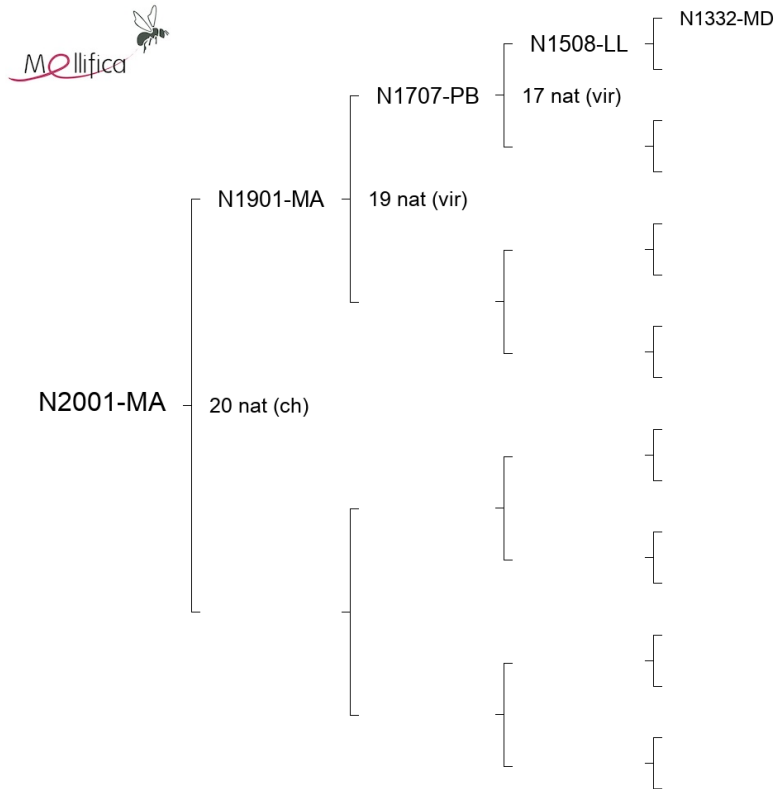 Mellifica
N1332-MD
N1508-LL
N1707-PB
17 nat (vir)
N1901-MA
19 nat (vir)
N2001-MA
20 nat (ch)